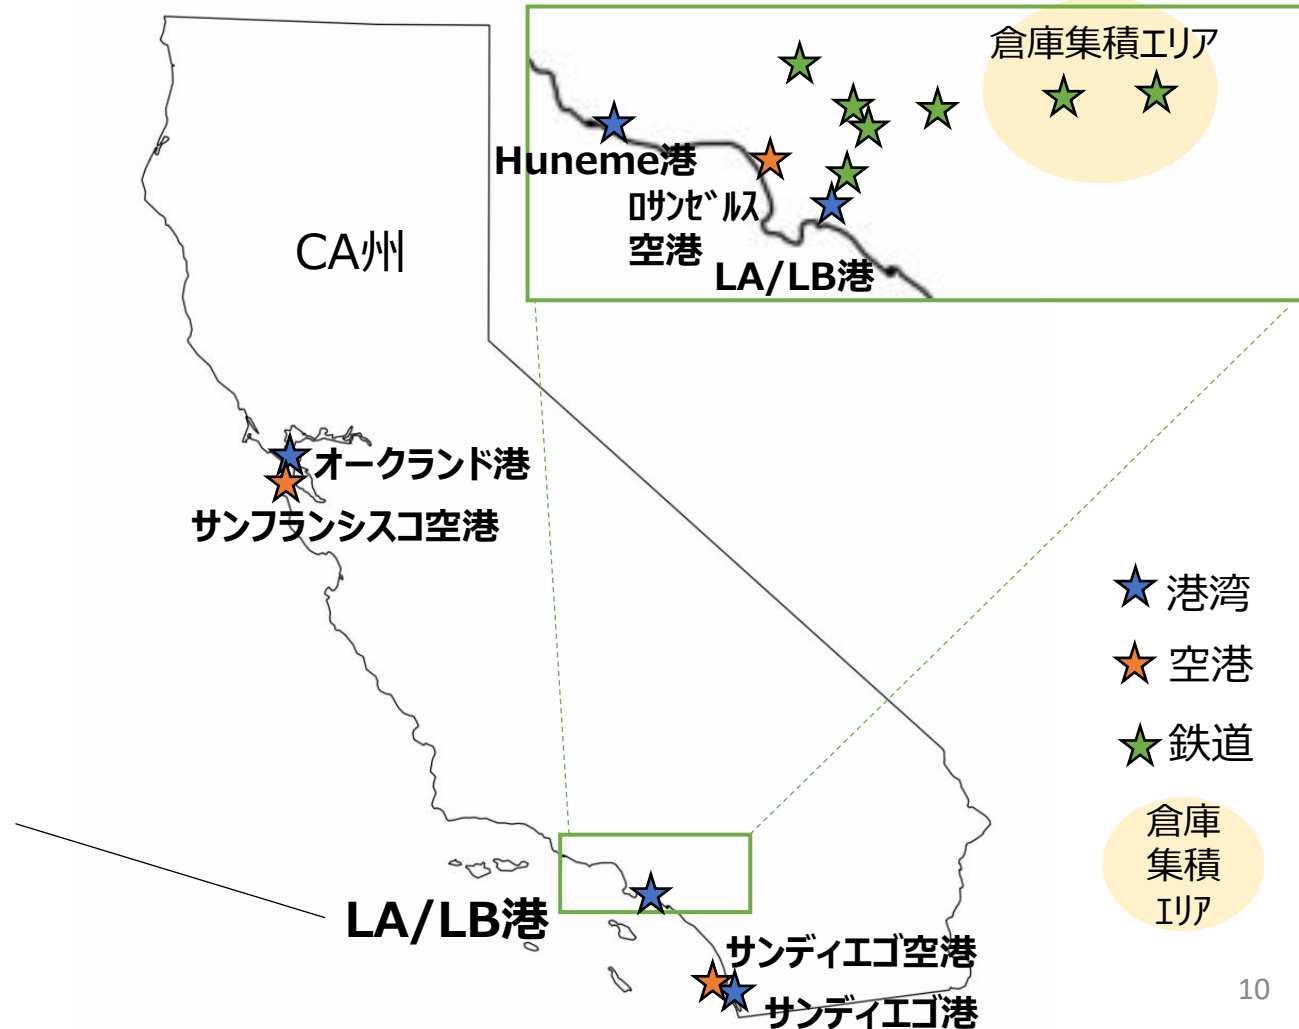 倉庫集積エリア
Huneme港
ロサンゼルス
空港
LA/LB港
CA州
オークランド港
サンフランシスコ空港
港湾
空港
鉄道
倉庫
集積
エリア
LA/LB港
サンディエゴ空港
サンディエゴ港
10